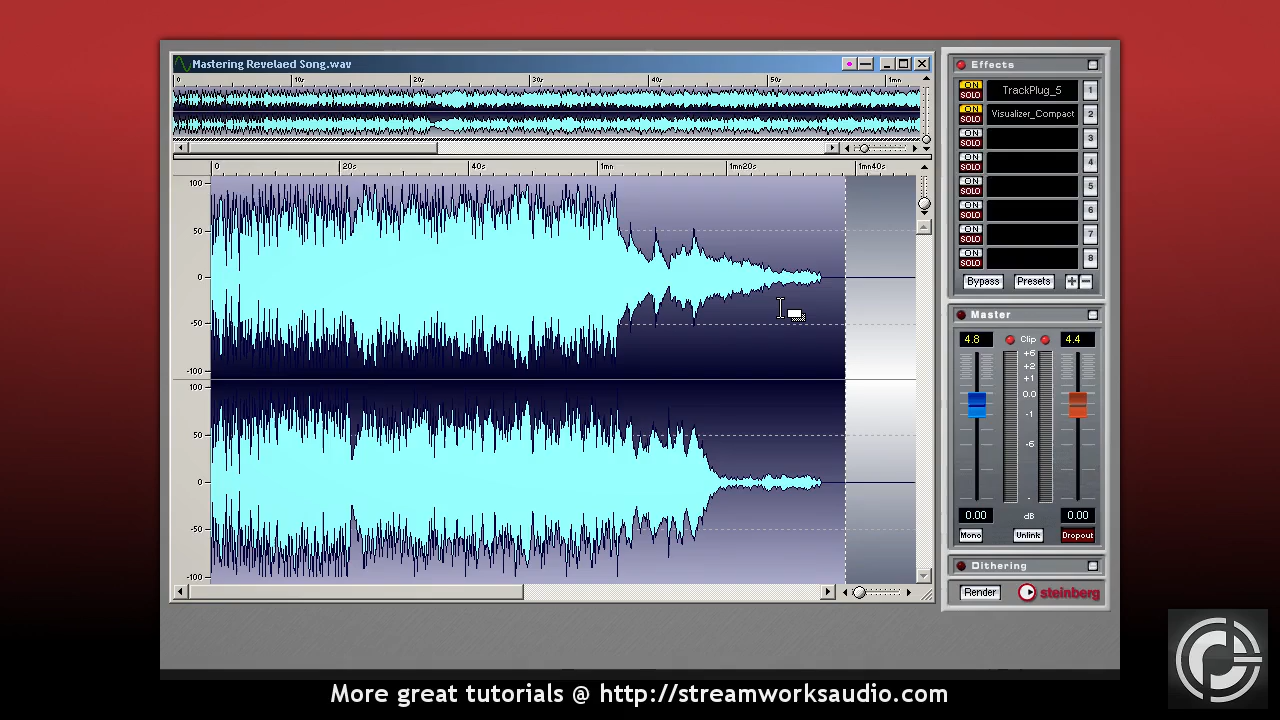 Mastering Revelaed Song.wav
0 10s 20s 30s 40s 50s 1mn
0 20s 40s 1mn 1mn20s 1mn40s
100
50
0
-50
-100
100
50
0
-50
-100
Effects
ON SOLO TrackPlug_5 1
ON SOLO Visualizer_Compact 2
ON SOLO 3
ON SOLO 4
ON SOLO 5
ON SOLO 6
ON SOLO 7
ON SOLO 8
Bypass Presets + −
Master
4.8 Clip 4.4
+6
+2
+1
0.0
-1
-6
-
0.00 dB 0.00
Mono Unlink Dropout
Dithering
Render steinberg
More great tutorials @ http://streamworksaudio.com